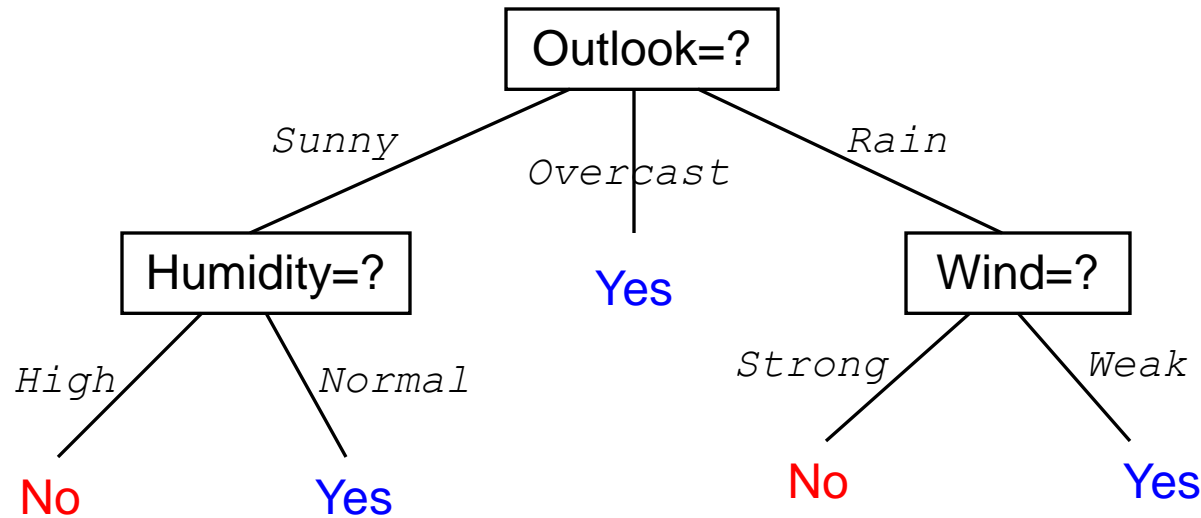 Outlook=?
Sunny
Overcast
Rain
Humidity=?
Yes
Wind=?
High
Normal
Strong
Weak
No
Yes
No
Yes